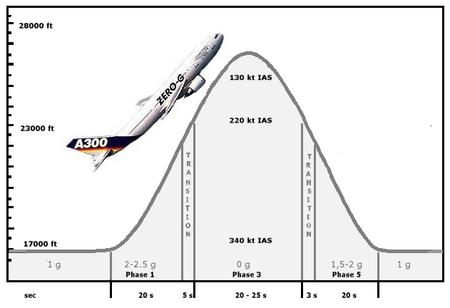 28000 ft
ZERO-G
130 kt IAS
A300
220 kt IAS
23000 ft
TRANSITION
TRANSITION
340 kt IAS
17000 ft
1 g
2-2.5 g
0 g
1,5-2 g
1 g
Phase 1
Phase 3
Phase 5
sec
20 s
5 s
20 - 25 s
3 s
20 s